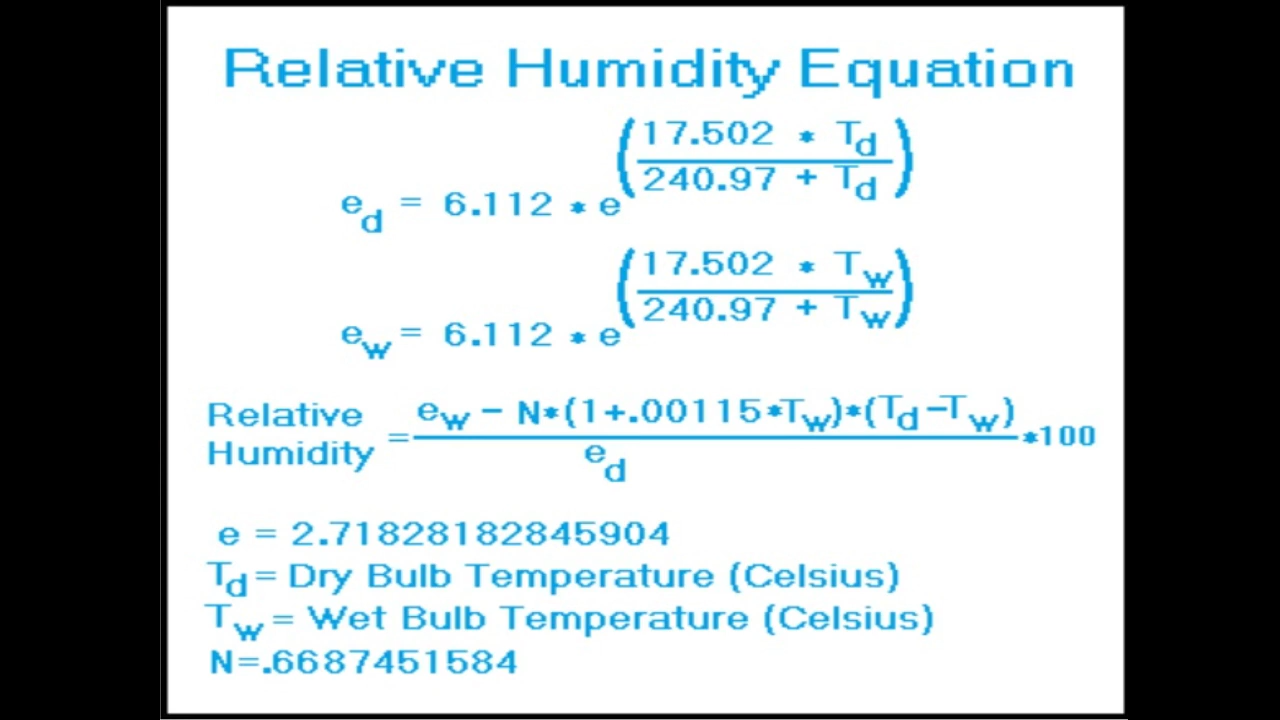 Relative Humidity Equation
e_d = 6.112 * e^((17.502 * T_d)/(240.97 + T_d))
e_w = 6.112 * e^((17.502 * T_w)/(240.97 + T_w))
Relative Humidity = (e_w - N*(1+.00115*T_w)*(T_d-T_w))/(e_d) *100
e = 2.71828182845904
T_d = Dry Bulb Temperature (Celsius)
T_w = Wet Bulb Temperature (Celsius)
N=.6687451584